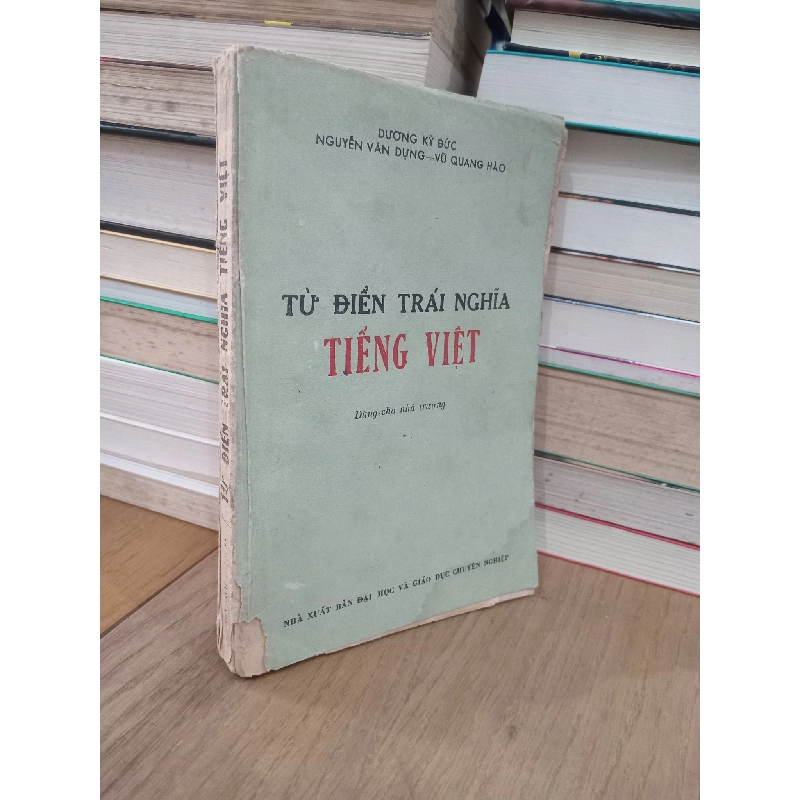 DƯƠNG KỲ ĐỨC
NGUYỄN VĂN DỰNG—VŨ QUANG HÀO
TỪ ĐIỂN TRÁI NGHĨA
TIẾNG VIỆT
Dùng cho nhà trường
NHÀ XUẤT BẢN ĐẠI HỌC VÀ GIÁO DỤC CHUYÊN NGHIỆP
TỪ ĐIỂN TRÁI NGHĨA TIẾNG VIỆT